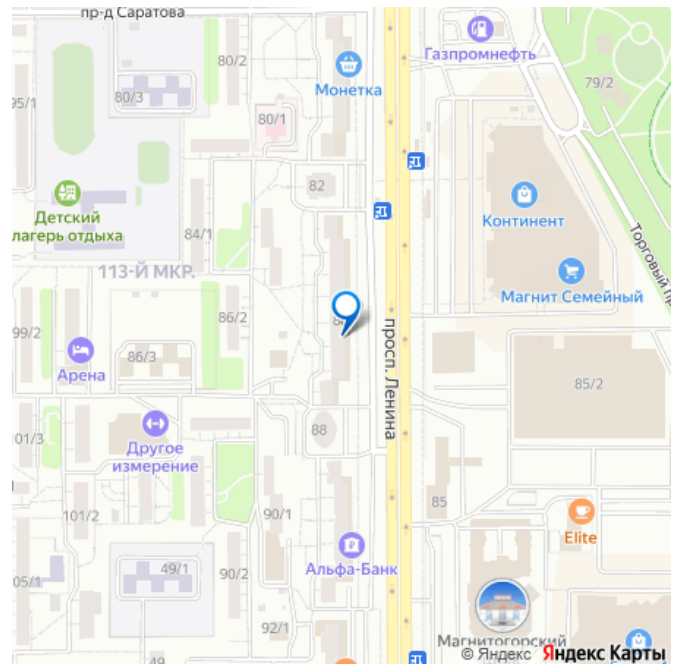 пр-д Саратова
80/2
Газпромнефть
79/2
Монетка
95/1
80/3
80/1
82
Детский
лагерь отдыха
84/1
Континент
Торговый пр
113-Й МКР.
Магнит Семейный
99/2
86/2
просп. Ленина
86/3
Арена
85/2
101/3
Другое
измерение
88
101/2
90/1
85
Elite
49/1
90/2
Альфа-Банк
05/1
92/1
49
Магнитогорский
© Яндекс Яндекс Карты